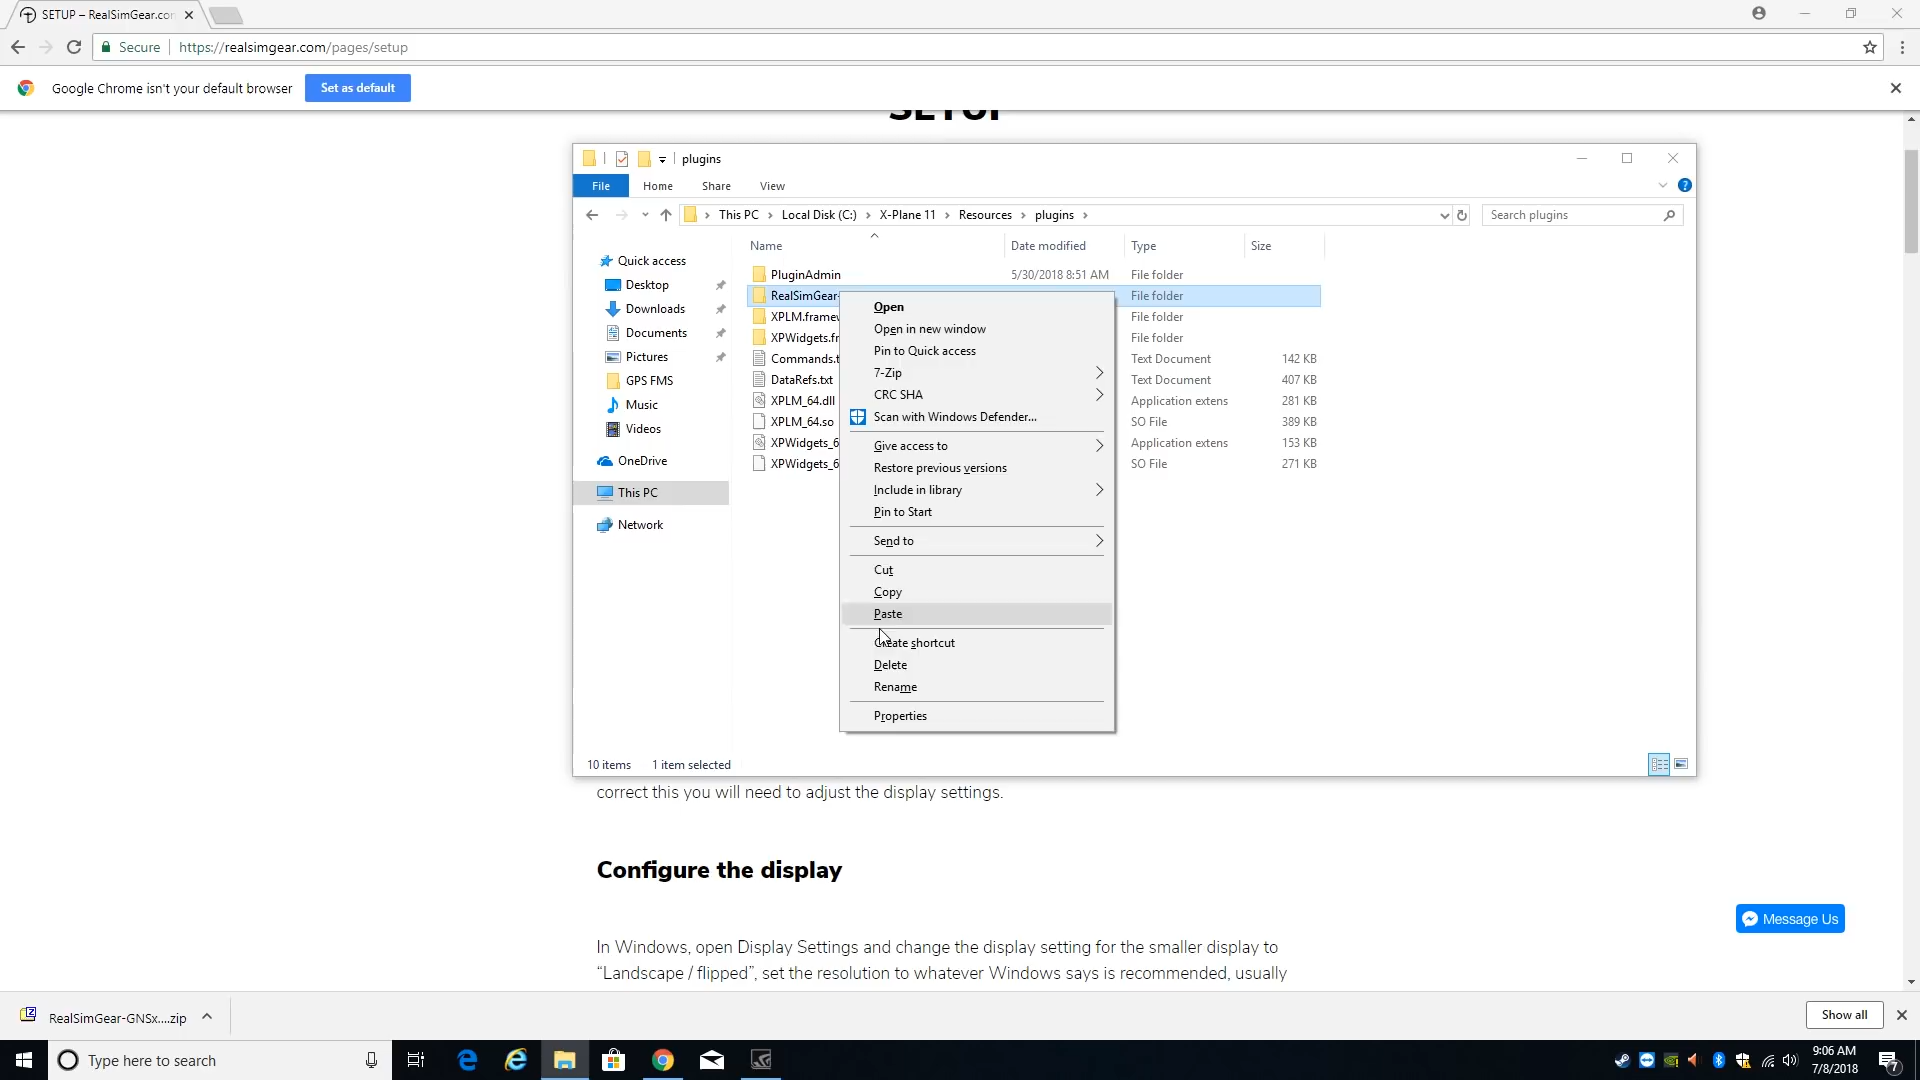 SETUP – RealSimGear.com
Secure
https://realsimgear.com/pages/setup
Google Chrome isn't your default browser
Set as default
SETUP
plugins
File
Home
Share
View
This PC
Local Disk (C:)
X-Plane 11
Resources
plugins
Search plugins
Name
Date modified
Type
Size
Quick access
Desktop
Downloads
Documents
Pictures
GPS FMS
Music
Videos
OneDrive
This PC
Network
PluginAdmin 5/30/2018 8:51 AM File folder
RealSimGear- File folder
XPLM.framew File folder
XPWidgets.fr File folder
Commands.t Text Document 142 KB
DataRefs.txt Text Document 407 KB
XPLM_64.dll Application extens 281 KB
XPLM_64.so SO File 389 KB
XPWidgets_6 Application extens 153 KB
XPWidgets_6 SO File 271 KB
Open
Open in new window
Pin to Quick access
7-Zip
CRC SHA
Scan with Windows Defender...
Give access to
Restore previous versions
Include in library
Pin to Start
Send to
Cut
Copy
Paste
Create shortcut
Delete
Rename
Properties
10 items
1 item selected
correct this you will need to adjust the display settings.
Configure the display
In Windows, open Display Settings and change the display setting for the smaller display to
“Landscape / flipped”, set the resolution to whatever Windows says is recommended, usually
Message Us
RealSimGear-GNSx....zip
Show all
Type here to search
9:06 AM
7/8/2018
7